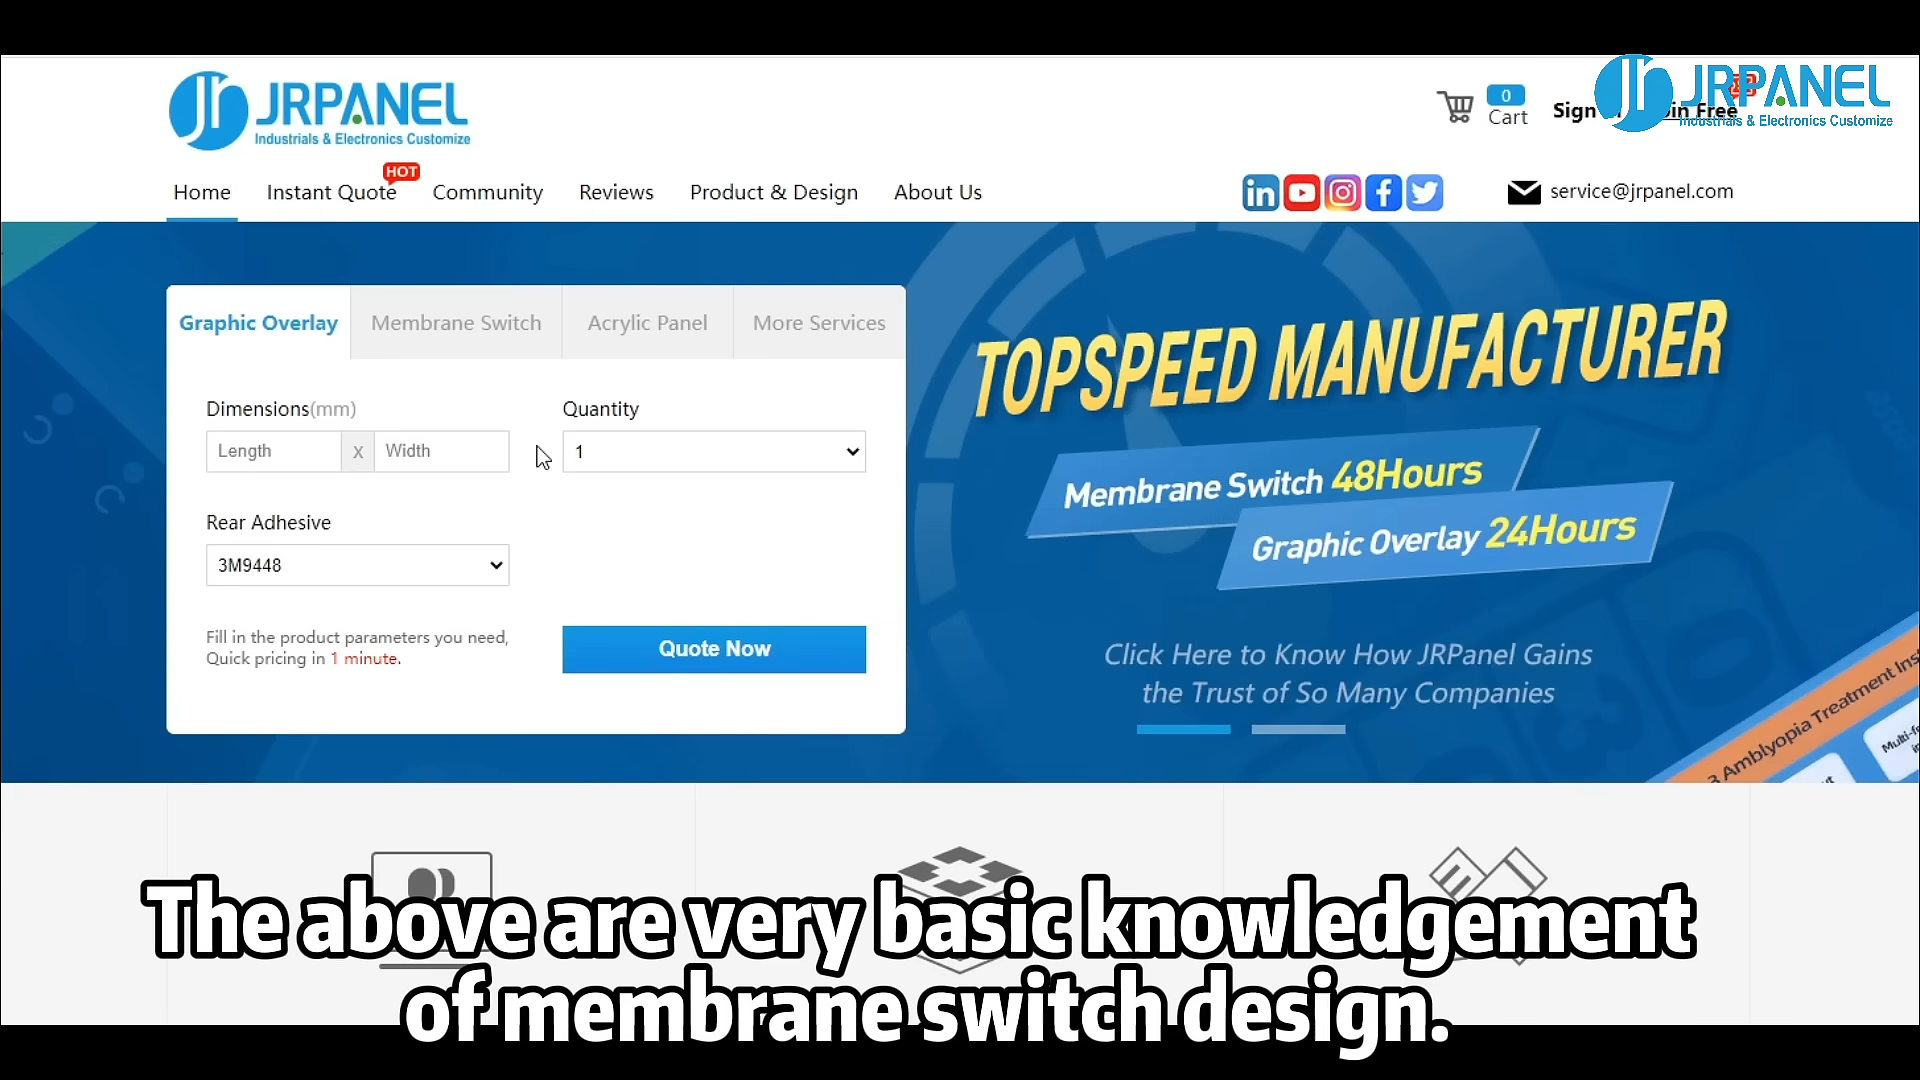 JRPANEL
Industrials & Electronics Customize
0
Cart
Sign
in Free
JRPANEL
Industrials & Electronics Customize
HOT
Home
Instant Quote
Community
Reviews
Product & Design
About Us
service@jrpanel.com
Graphic Overlay
Membrane Switch
Acrylic Panel
More Services
Dimensions(mm)
Quantity
Length
x
Width
1
Rear Adhesive
3M9448
Fill in the product parameters you need,
Quick pricing in 1 minute.
Quote Now
TOPSPEED MANUFACTURER
Membrane Switch 48Hours
Graphic Overlay 24Hours
Click Here to Know How JRPanel Gains
the Trust of So Many Companies
Amblyopia Treatment
The above are very basic knowledgement
of membrane switch design.